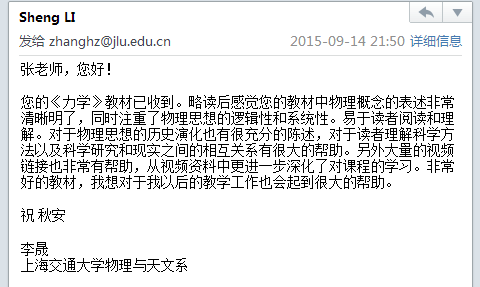 Sheng LI
发给 zhanghz@jlu.edu.cn 2015-09-14 21:50 详细信息
张老师，您好！
您的《力学》教材已收到。略读后感觉您的教材中物理概念的表述非常
清晰明了，同时注重了物理思想的逻辑性和系统性。易于读者阅读和理
解。对于物理思想的历史演化也有很充分的陈述，对于读者理解科学方
法以及科学研究和现实之间的相互关系有很大的帮助。另外大量的视频
链接也非常有帮助，从视频资料中更进一步深化了对课程的学习。非常
好的教材，我想对于我以后的教学工作也会起到很大的帮助。
祝 秋安
李晟
上海交通大学物理与天文系